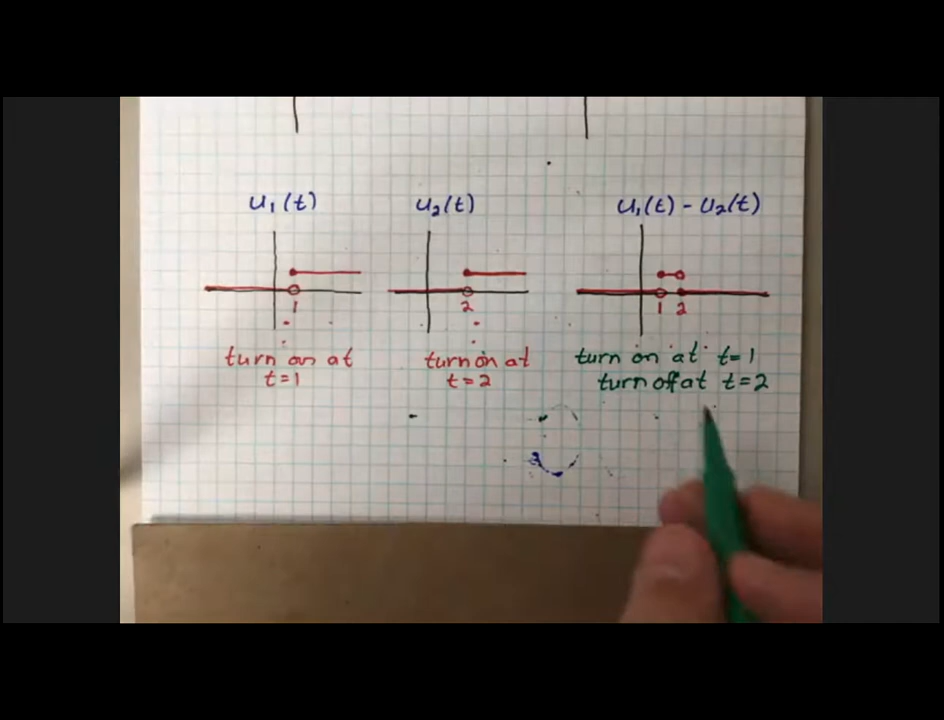 u₁(t) u₂(t) u₁(t) - u₂(t)
1 2 1 2
turn on at turn on at turn on at t=1
t=1 t=2 turn off at t=2